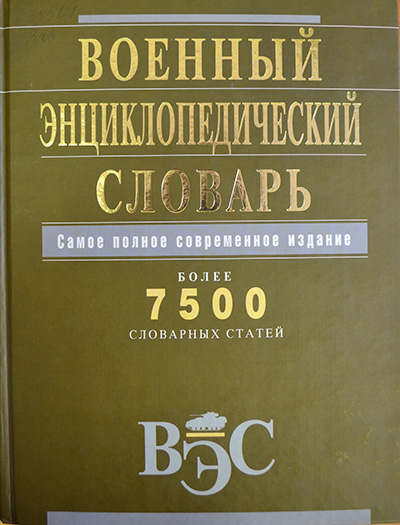 ВОЕННЫЙ
ЭНЦИКЛОПЕДИЧЕСКИЙ
СЛОВАРЬ
Самое полное современное издание
БОЛЕЕ
7500
СЛОВАРНЫХ СТАТЕЙ
ВЭС